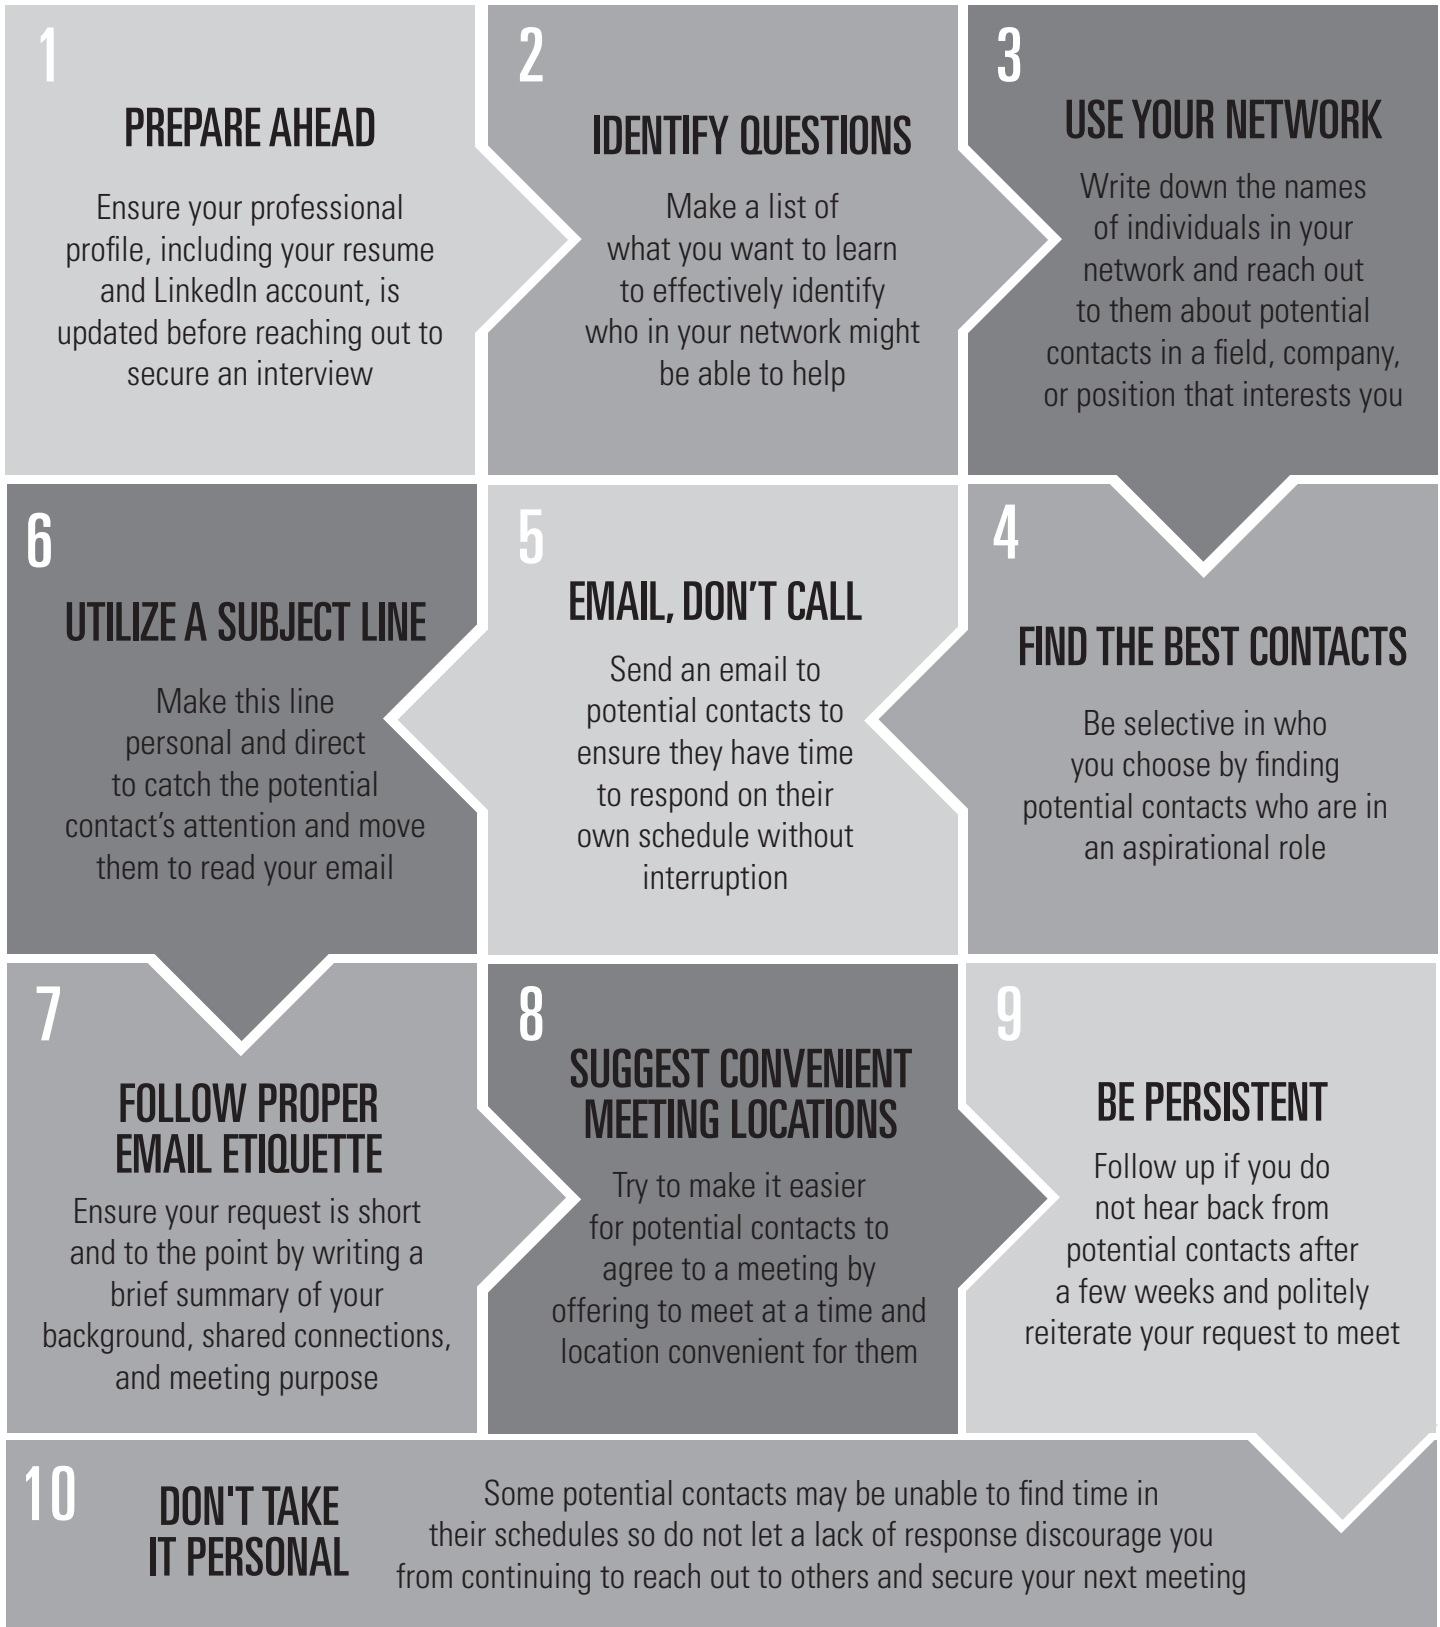 1
PREPARE AHEAD
Ensure your professional
profile, including your resume
and LinkedIn account, is
updated before reaching out to
secure an interview
2
IDENTIFY QUESTIONS
Make a list of
what you want to learn
to effectively identify
who in your network might
be able to help
3
USE YOUR NETWORK
Write down the names
of individuals in your
network and reach out
to them about potential
contacts in a field, company,
or position that interests you
4
FIND THE BEST CONTACTS
Be selective in who
you choose by finding
potential contacts who are in
an aspirational role
5
EMAIL, DON’T CALL
Send an email to
potential contacts to
ensure they have time
to respond on their
own schedule without
interruption
6
UTILIZE A SUBJECT LINE
Make this line
personal and direct
to catch the potential
contact’s attention and move
them to read your email
7
FOLLOW PROPER
EMAIL ETIQUETTE
Ensure your request is short
and to the point by writing a
brief summary of your
background, shared connections,
and meeting purpose
8
SUGGEST CONVENIENT
MEETING LOCATIONS
Try to make it easier
for potential contacts to
agree to a meeting by
offering to meet at a time and
location convenient for them
9
BE PERSISTENT
Follow up if you do
not hear back from
potential contacts after
a few weeks and politely
reiterate your request to meet
10
DON'T TAKE
IT PERSONAL
Some potential contacts may be unable to find time in
their schedules so do not let a lack of response discourage you
from continuing to reach out to others and secure your next meeting